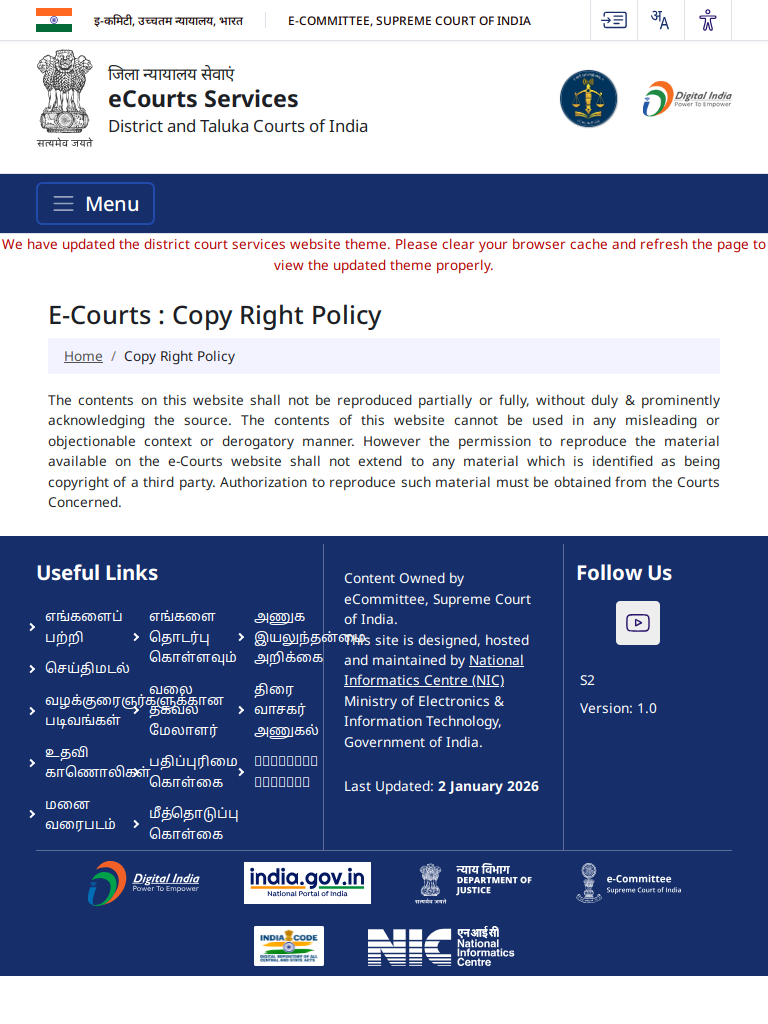 इ-कमिटी, उच्चतम न्यायालय, भारत
E-COMMITTEE, SUPREME COURT OF INDIA
अ A
जिला न्यायालय सेवाएं
eCourts Services
District and Taluka Courts of India
सत्यमेव जयते
Digital India
Power To Empower
Menu
We have updated the district court services website theme. Please clear your browser cache and refresh the page to
view the updated theme properly.
E-Courts : Copy Right Policy
Home / Copy Right Policy
The contents on this website shall not be reproduced partially or fully, without duly & prominently
acknowledging the source. The contents of this website cannot be used in any misleading or
objectionable context or derogatory manner. However the permission to reproduce the material
available on the e-Courts website shall not extend to any material which is identified as being
copyright of a third party. Authorization to reproduce such material must be obtained from the Courts
Concerned.
Useful Links
எங்களைப்
பற்றி
செய்திமடல்
வழக்குரைஞர்களுக்கான
படிவங்கள்
உதவி
காணொலிகள்
மனை
வரைபடம்
எங்களை
தொடர்பு
கொள்ளவும்
வலை
தகவல்
மேலாளர்
பதிப்புரிமை
கொள்கை
மீத்தொடுப்பு
கொள்கை
அணுக
இயலுந்தன்மை
அறிக்கை
திரை
வாசகர்
அணுகல்
Content Owned by
eCommittee, Supreme Court
of India.
This site is designed, hosted
and maintained by National
Informatics Centre (NIC)
Ministry of Electronics &
Information Technology,
Government of India.
Last Updated: 2 January 2026
Follow Us
S2
Version: 1.0
Digital India
Power To Empower
india.gov.in
National Portal of India
सत्यमेव जयते
न्याय विभाग
DEPARTMENT OF
JUSTICE
e-Committee
Supreme Court of India
INDIA CODE
DIGITAL REPOSITORY OF ALL
CENTRAL AND STATE ACTS
NIC
एनआईसी
National
Informatics
Centre